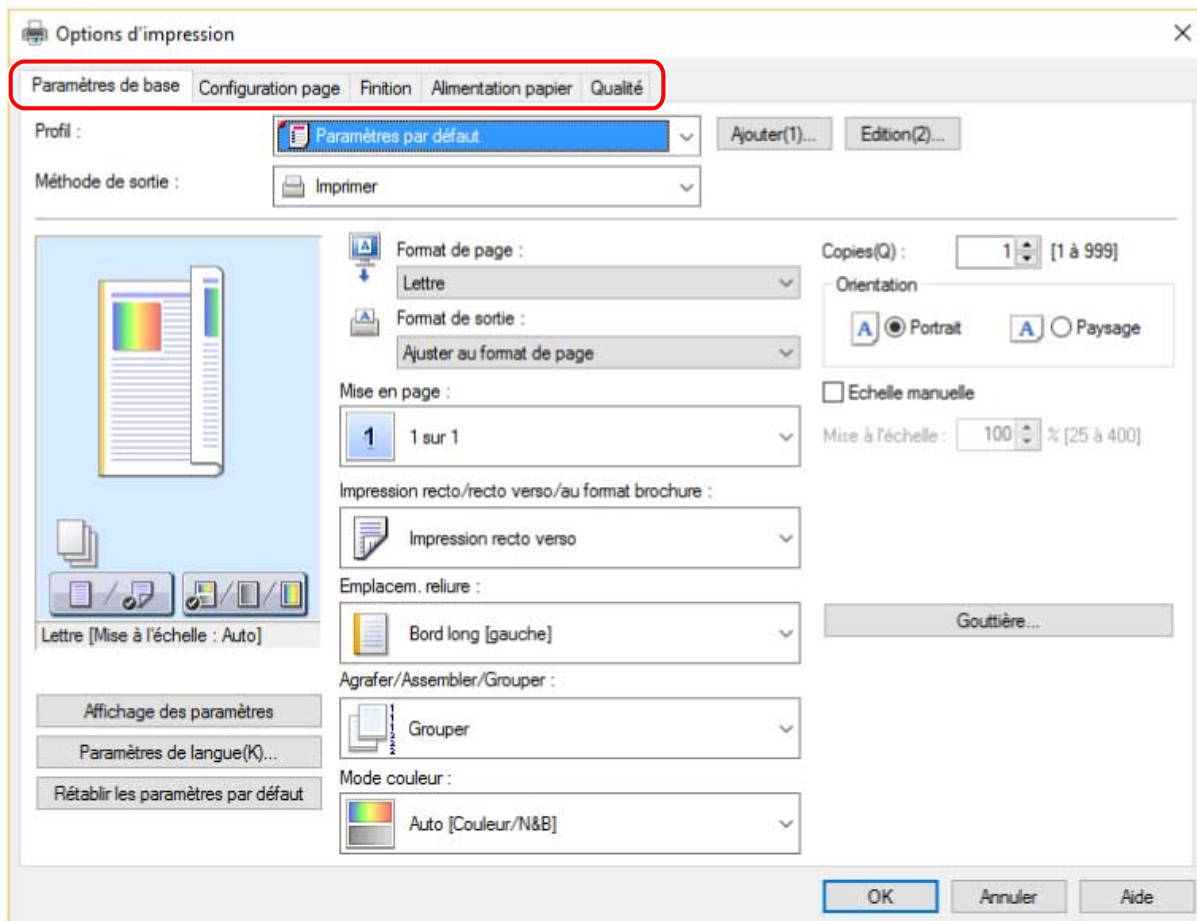 Options d'impression
Paramètres de base Configuration page Finition Alimentation papier Qualité
Profil : Paramètres par défaut Ajouter(1)... Edition(2)...
Méthode de sortie : Imprimer
Format de page :
Lettre
Format de sortie :
Ajuster au format de page
Mise en page :
1 1 sur 1
Impression recto/recto verso/au format brochure :
Impression recto verso
Emplacem. reliure :
Bord long [gauche]
Agrafer/Assembler/Grouper :
Grouper
Mode couleur :
Auto [Couleur/N&B]
Copies(Q) : 1 [1 à 999]
Orientation
A Portrait A Paysage
Echelle manuelle
Mise à l'échelle : 100 % [25 à 400]
Gouttière...
Lettre [Mise à l'échelle : Auto]
Affichage des paramètres
Paramètres de langue(K)...
Rétablir les paramètres par défaut
OK Annuler Aide